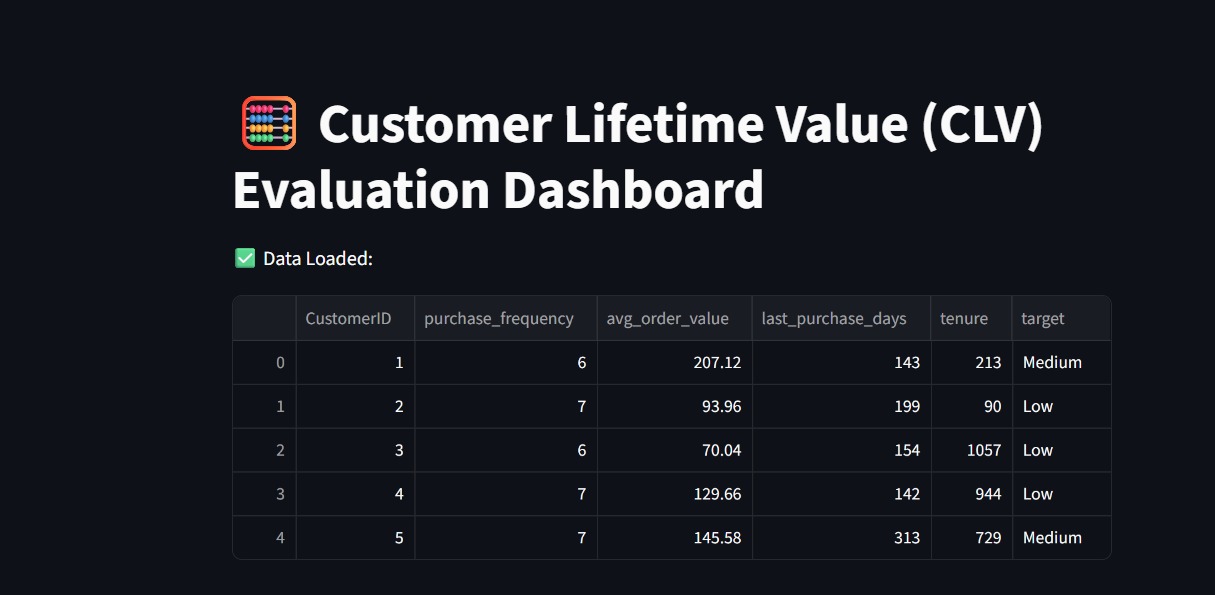 Customer Lifetime Value (CLV)
Evaluation Dashboard
✅ Data Loaded:
CustomerID purchase_frequency avg_order_value last_purchase_days tenure target
0 1 6 207.12 143 213 Medium
1 2 7 93.96 199 90 Low
2 3 6 70.04 154 1057 Low
3 4 7 129.66 142 944 Low
4 5 7 145.58 313 729 Medium